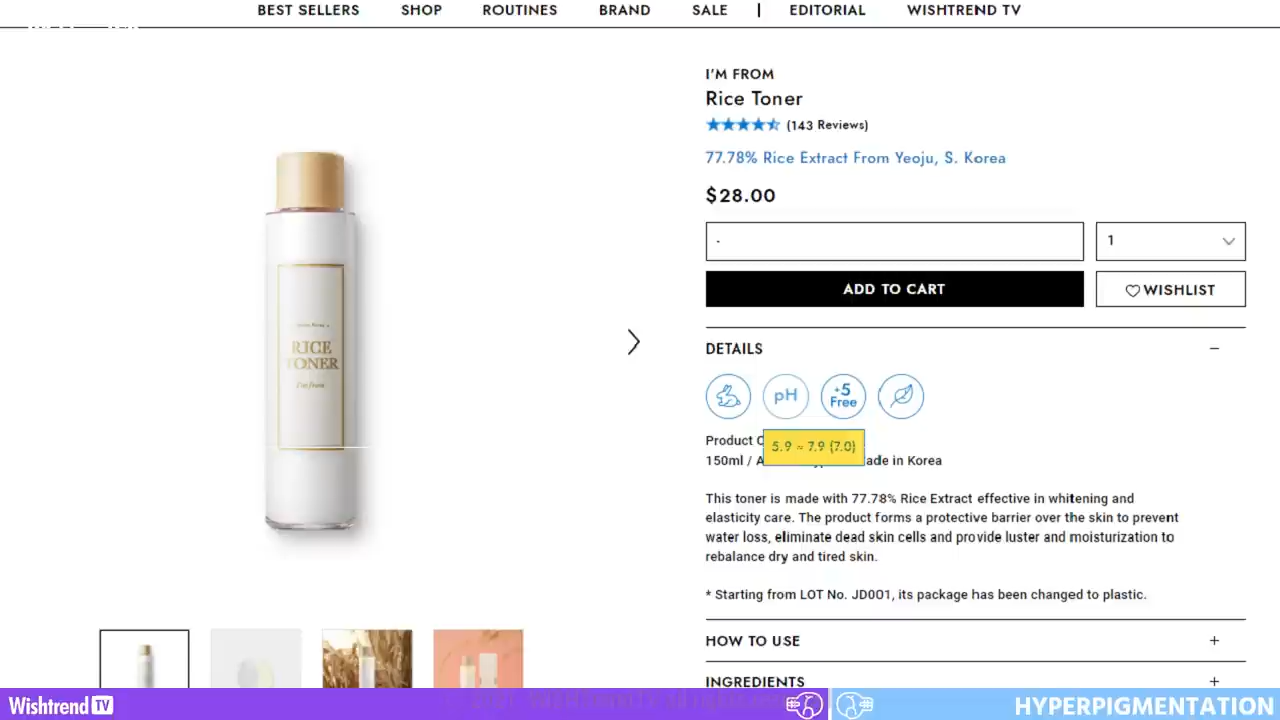 BEST SELLERS SHOP ROUTINES BRAND SALE | EDITORIAL WISHTREND TV
I'M FROM
Rice Toner
(143 Reviews)
77.78% Rice Extract From Yeoju, S. Korea
$28.00
- 1
ADD TO CART WISHLIST
DETAILS
pH +5 Free
Product
5.9 ~ 7.9 (7.0)
150ml / ade in Korea
This toner is made with 77.78% Rice Extract effective in whitening and
elasticity care. The product forms a protective barrier over the skin to prevent
water loss, eliminate dead skin cells and provide luster and moisturization to
rebalance dry and tired skin.
* Starting from LOT No. JD001, its package has been changed to plastic.
HOW TO USE +
INGREDIENTS +
RICE
TONER
I'm from
Wishtrend TV
HYPERPIGMENTATION